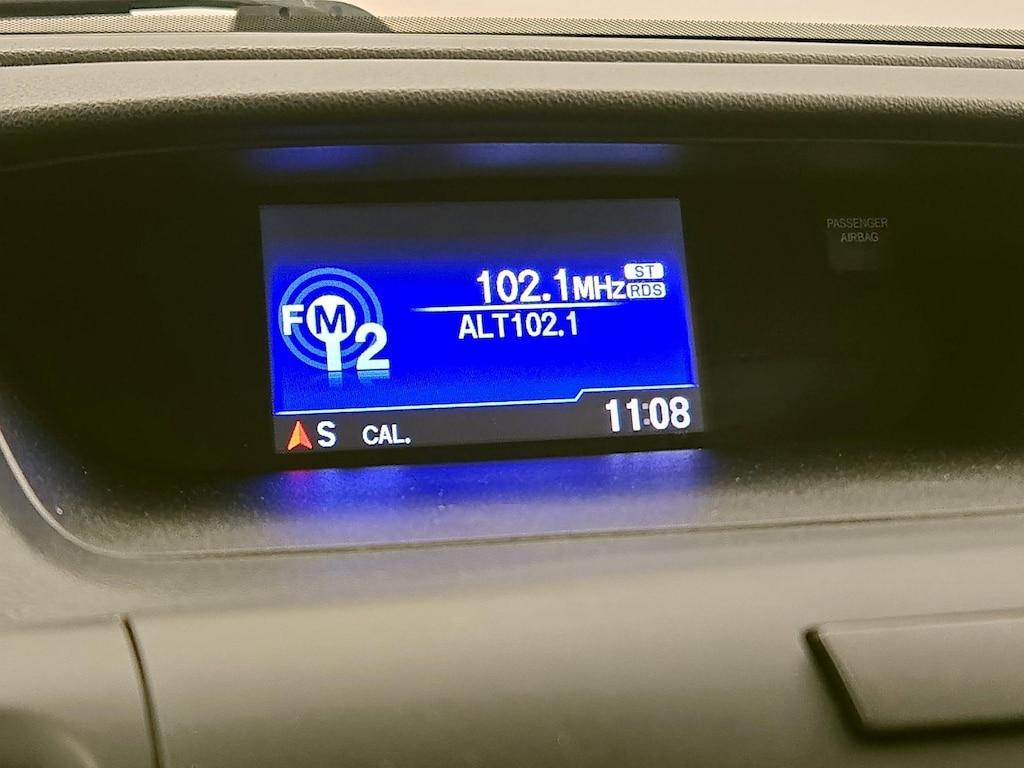 102.1MHz ST
RDS
FM2
ALT102.1
S CAL. 11:08
PASSENGER
AIRBAG